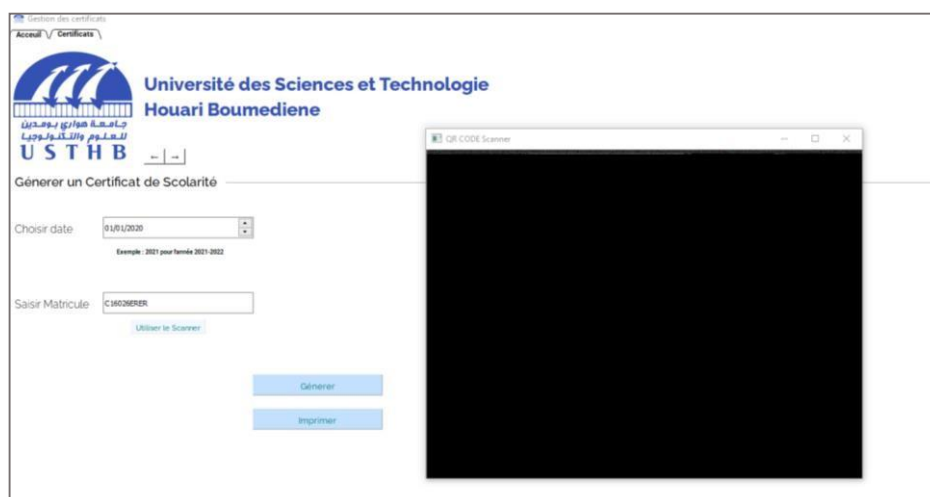 Gestion des certificats
Acceuil
Certificats
Université des Sciences et Technologie
Houari Boumediene
جامعة هواري بومدين
للعلوم والتكنولوجيا
USTHB
← →
QR CODE Scanner
Génerer un Certificat de Scolarité
Choisir date
01/01/2020
Exemple : 2021 pour l'année 2021-2022
Saisir Matricule
C16026ERER
Utiliser le Scanner
Génerer
Imprimer